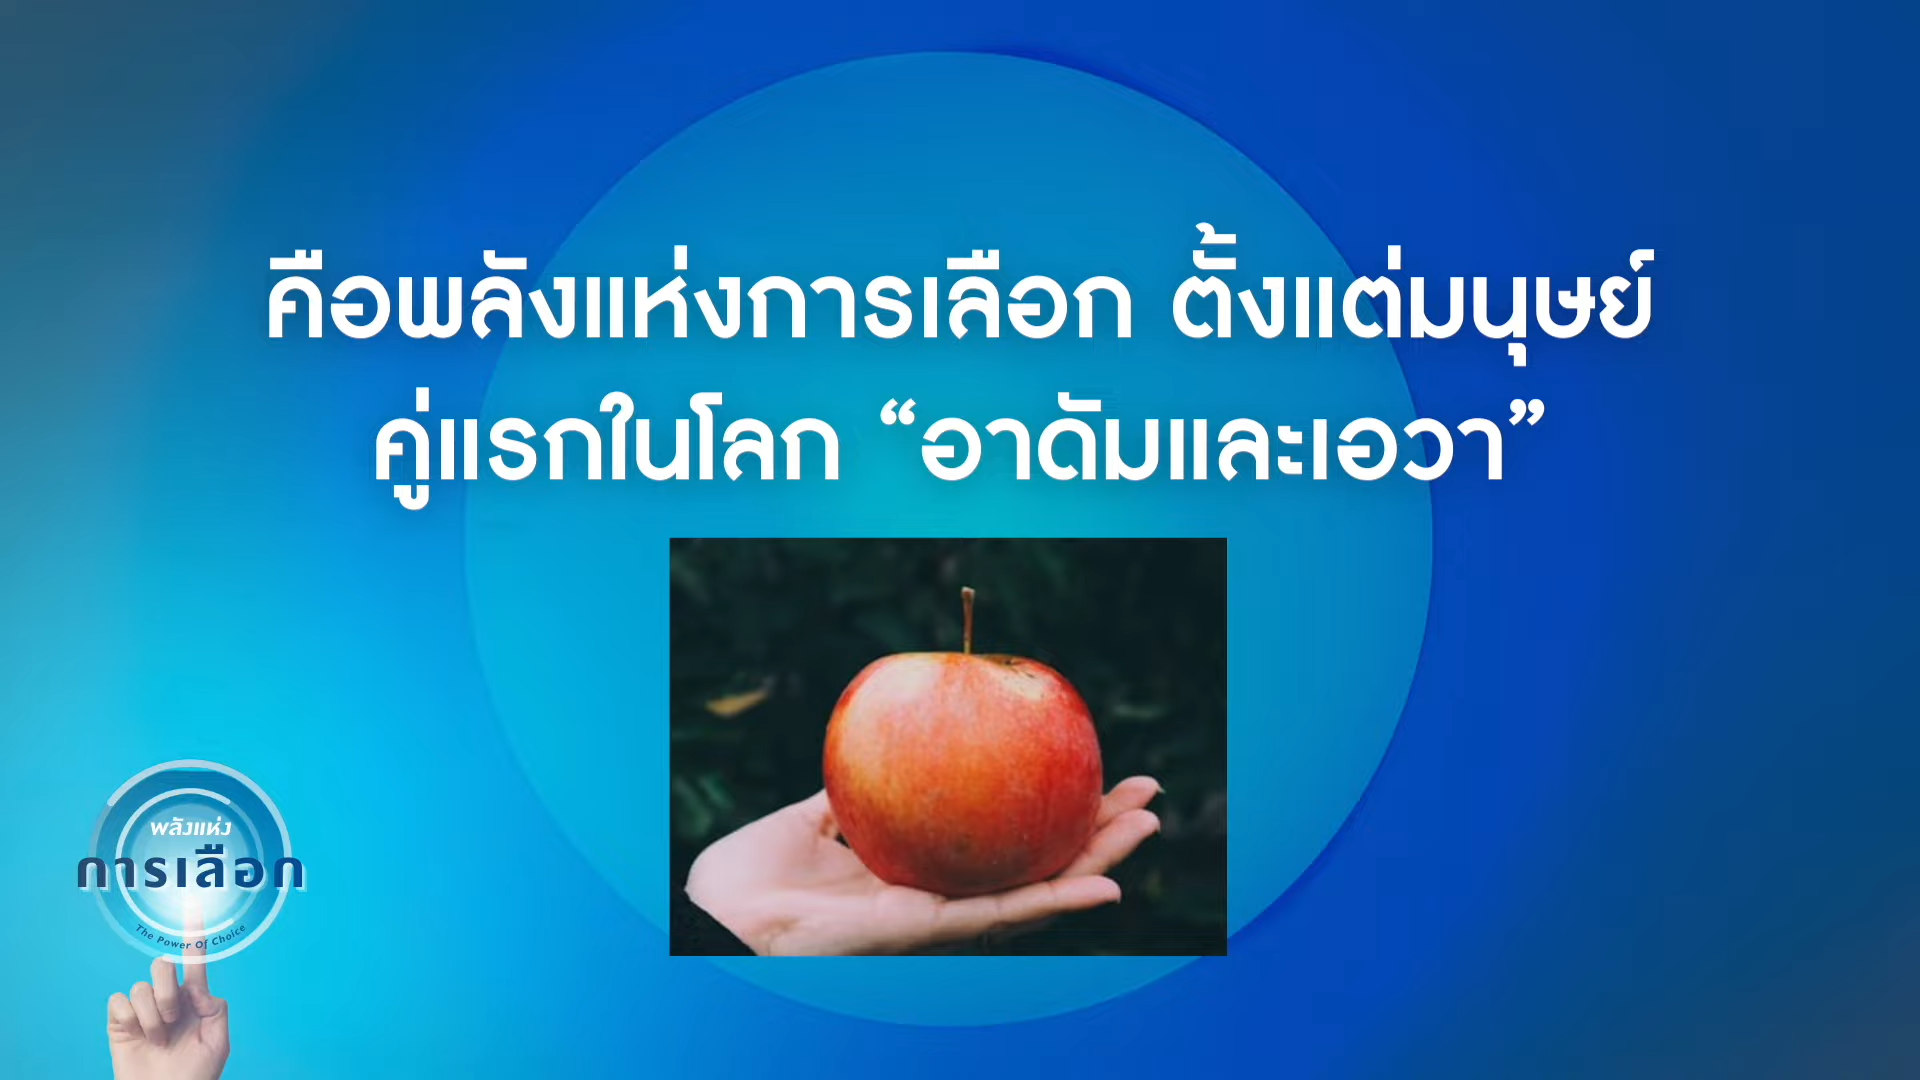 คือพลังแห่งการเลือก ตั้งแต่มนุษย์
คู่แรกในโลก “อาดัมและเอวา”
พลังแห่ง
การเลือก
The Power Of Choice